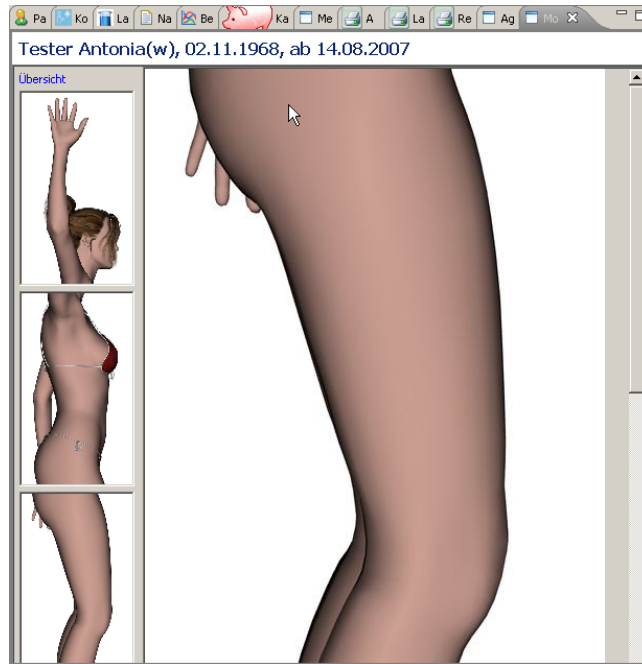 Pa Ko La Na Be Ka Me A La Re Ag Mo
Tester Antonia(w), 02.11.1968, ab 14.08.2007
Übersicht